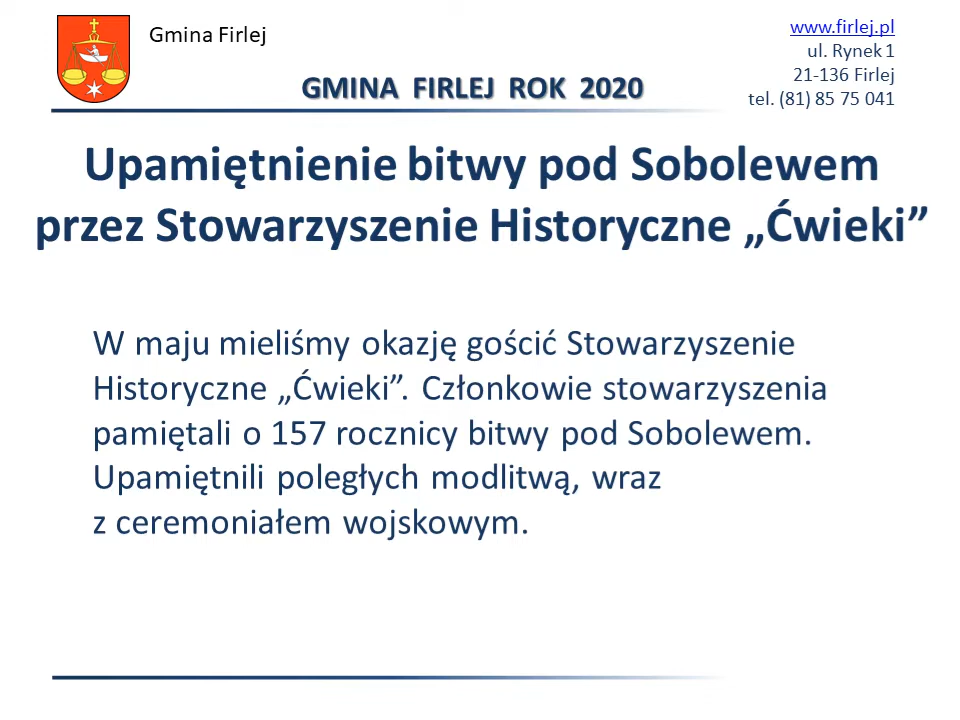 Gmina Firlej
www.firlej.pl
ul. Rynek 1
21-136 Firlej
tel. (81) 85 75 041
GMINA FIRLEJ ROK 2020
Upamiętnienie bitwy pod Sobolewem
przez Stowarzyszenie Historyczne „Ćwieki”
W maju mieliśmy okazję gościć Stowarzyszenie
Historyczne „Ćwieki”. Członkowie stowarzyszenia
pamiętali o 157 rocznicy bitwy pod Sobolewem.
Upamiętnili poległych modlitwą, wraz
z ceremoniałem wojskowym.